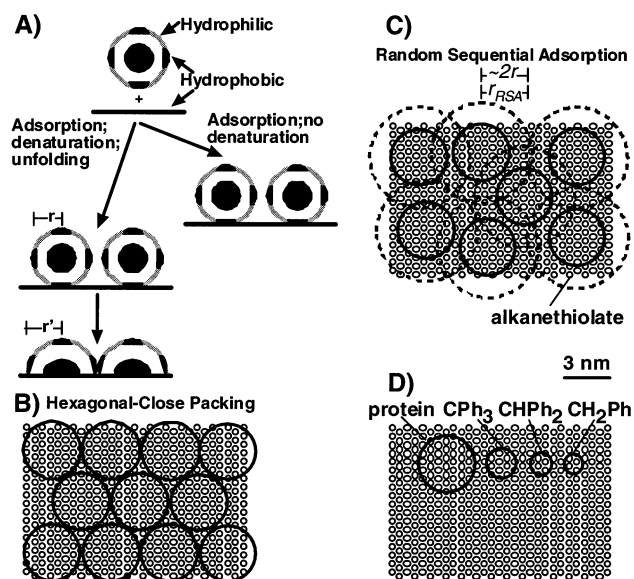 A)
Hydrophilic
Hydrophobic
+
Adsorption;
denaturation;
unfolding
Adsorption;no
denaturation
r
r'
B) Hexagonal-Close Packing
C)
Random Sequential Adsorption
~2r
rRSA
alkanethiolate
3 nm
D)
protein CPh3 CHPh2 CH2Ph